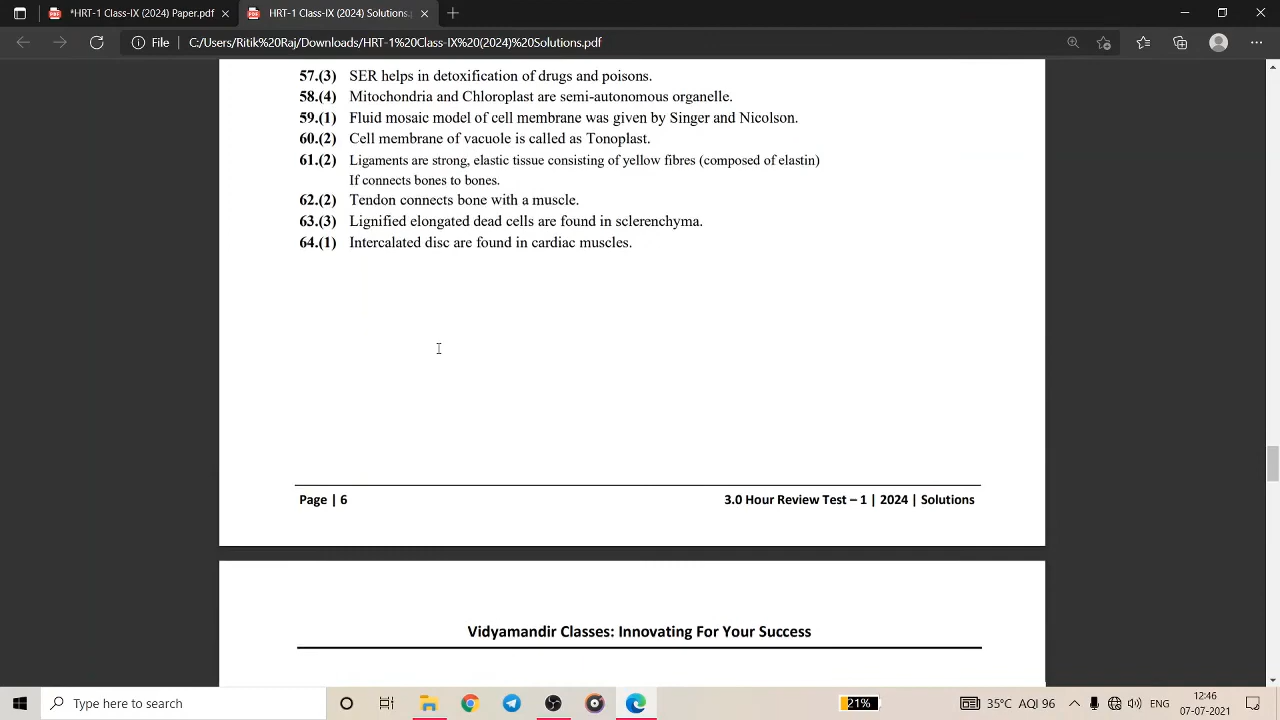 *HRT-1 Class-IX (2024) Paper.pdf
HRT-1 Class-IX (2024) Solutions.
File | C:/Users/Ritik Raj/Downloads/HRT-1%20Class-IX%20(2024)%20Solutions.pdf
57.(3) SER helps in detoxification of drugs and poisons.
58.(4) Mitochondria and Chloroplast are semi-autonomous organelle.
59.(1) Fluid mosaic model of cell membrane was given by Singer and Nicolson.
60.(2) Cell membrane of vacuole is called as Tonoplast.
61.(2) Ligaments are strong, elastic tissue consisting of yellow fibres (composed of elastin)
If connects bones to bones.
62.(2) Tendon connects bone with a muscle.
63.(3) Lignified elongated dead cells are found in sclerenchyma.
64.(1) Intercalated disc are found in cardiac muscles.
Page | 6
3.0 Hour Review Test – 1 | 2024 | Solutions
Vidyamandir Classes: Innovating For Your Success
Type here to search
21%
35°C AQI 96
ENG
12:46
07-07-2021